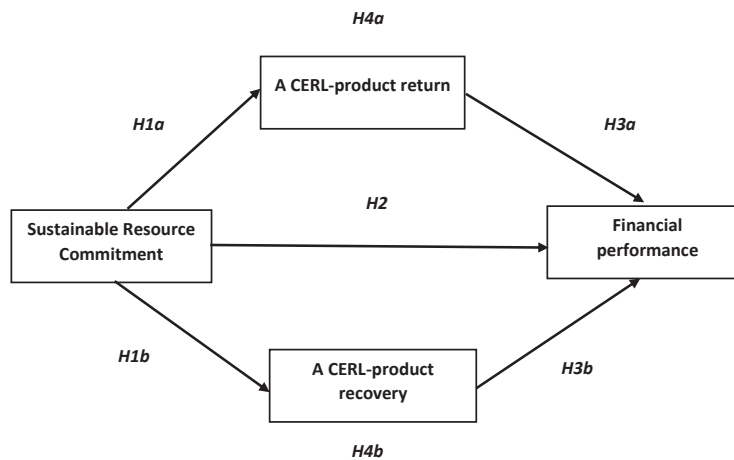 H4a
A CERL-product return
H1a
H3a
H2
Sustainable Resource
Commitment
Financial
performance
H1b
A CERL-product
recovery
H3b
H4b